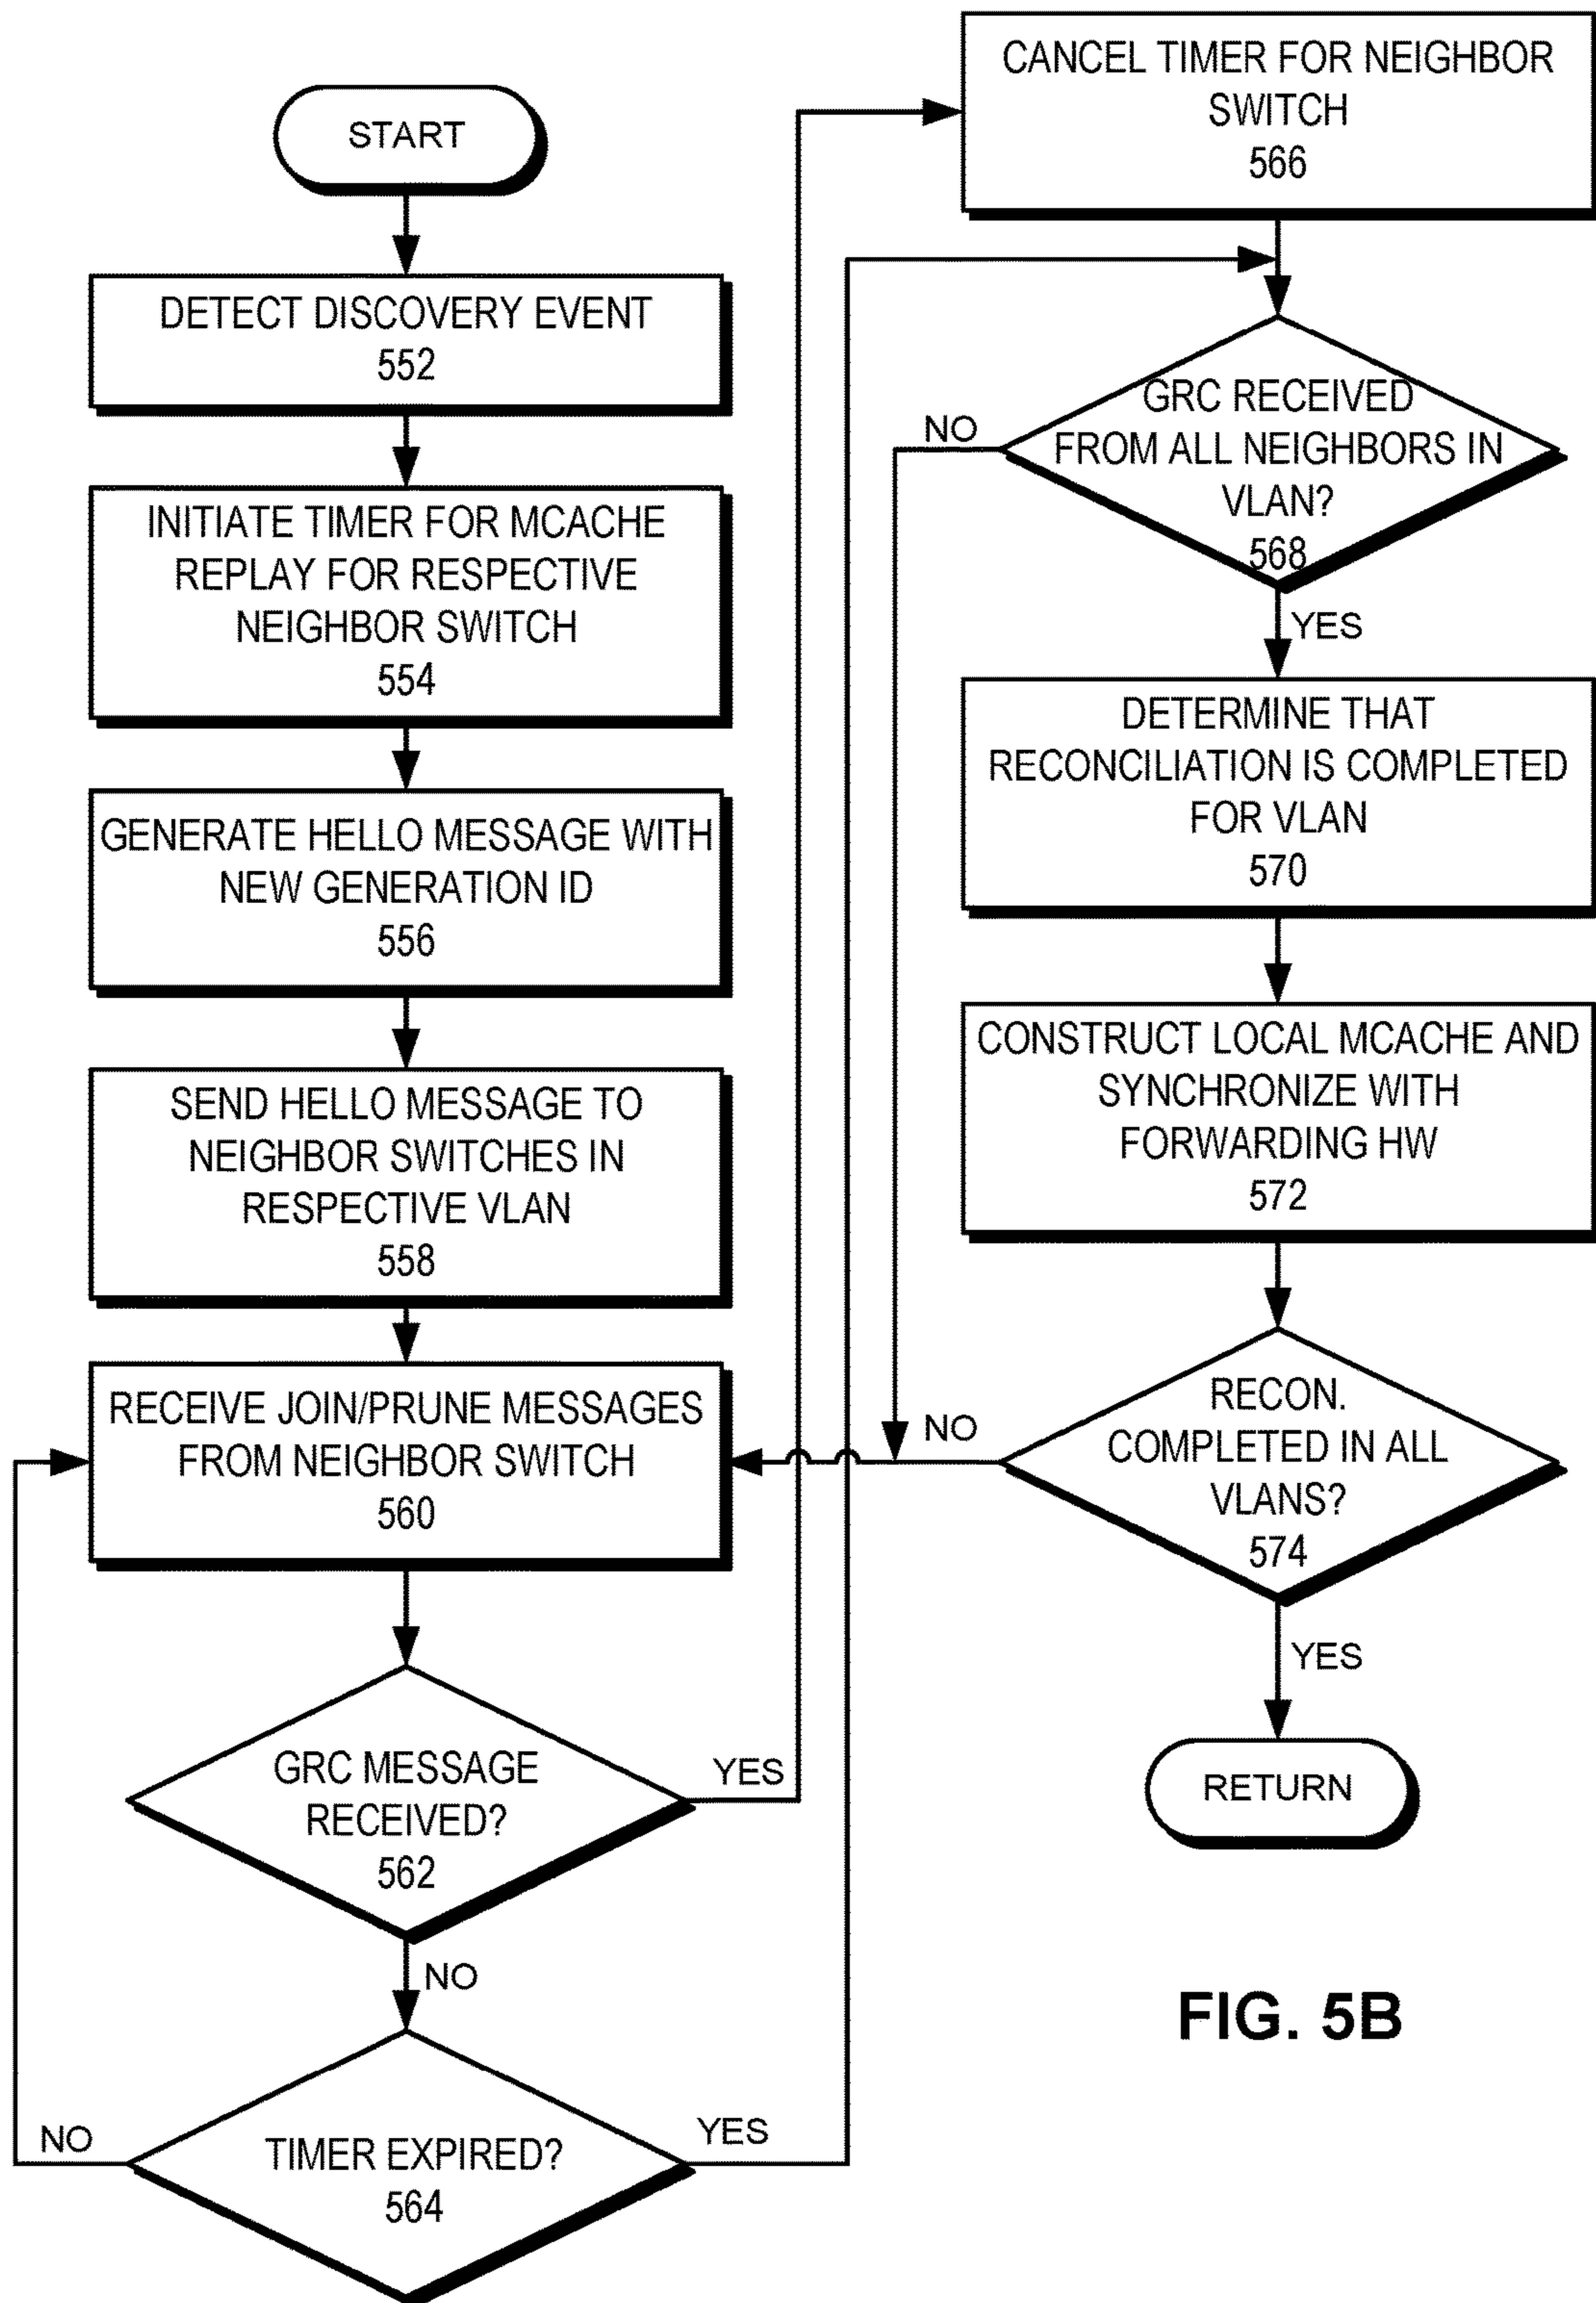 START
DETECT DISCOVERY EVENT
552
INITIATE TIMER FOR MCACHE
REPLAY FOR RESPECTIVE
NEIGHBOR SWITCH
554
GENERATE HELLO MESSAGE WITH
NEW GENERATION ID
556
SEND HELLO MESSAGE TO
NEIGHBOR SWITCHES IN
RESPECTIVE VLAN
558
RECEIVE JOIN/PRUNE MESSAGES
FROM NEIGHBOR SWITCH
560
GRC MESSAGE
RECEIVED?
562
YES
NO
TIMER EXPIRED?
564
NO
YES
CANCEL TIMER FOR NEIGHBOR
SWITCH
566
GRC RECEIVED
FROM ALL NEIGHBORS IN
VLAN?
568
NO
YES
DETERMINE THAT
RECONCILIATION IS COMPLETED
FOR VLAN
570
CONSTRUCT LOCAL MCACHE AND
SYNCHRONIZE WITH
FORWARDING HW
572
RECON.
COMPLETED IN ALL
VLANS?
574
NO
YES
RETURN
FIG. 5B